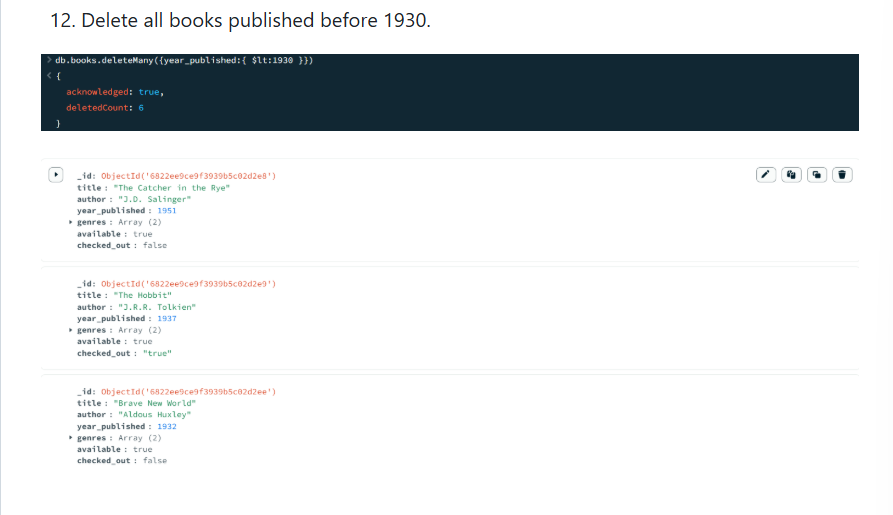 12. Delete all books published before 1930.
> db.books.deleteMany({year_published:{ $lt:1930 }})
< {
acknowledged: true,
deletedCount: 6
}
_id: ObjectId('6822ee9ce9f3939b5c02d2e8')
title : "The Catcher in the Rye"
author : "J.D. Salinger"
year_published : 1951
genres : Array (2)
available : true
checked_out : false
_id: ObjectId('6822ee9ce9f3939b5c02d2e9')
title : "The Hobbit"
author : "J.R.R. Tolkien"
year_published : 1937
genres : Array (2)
available : true
checked_out : "true"
_id: ObjectId('6822ee9ce9f3939b5c02d2ee')
title : "Brave New World"
author : "Aldous Huxley"
year_published : 1932
genres : Array (2)
available : true
checked_out : false